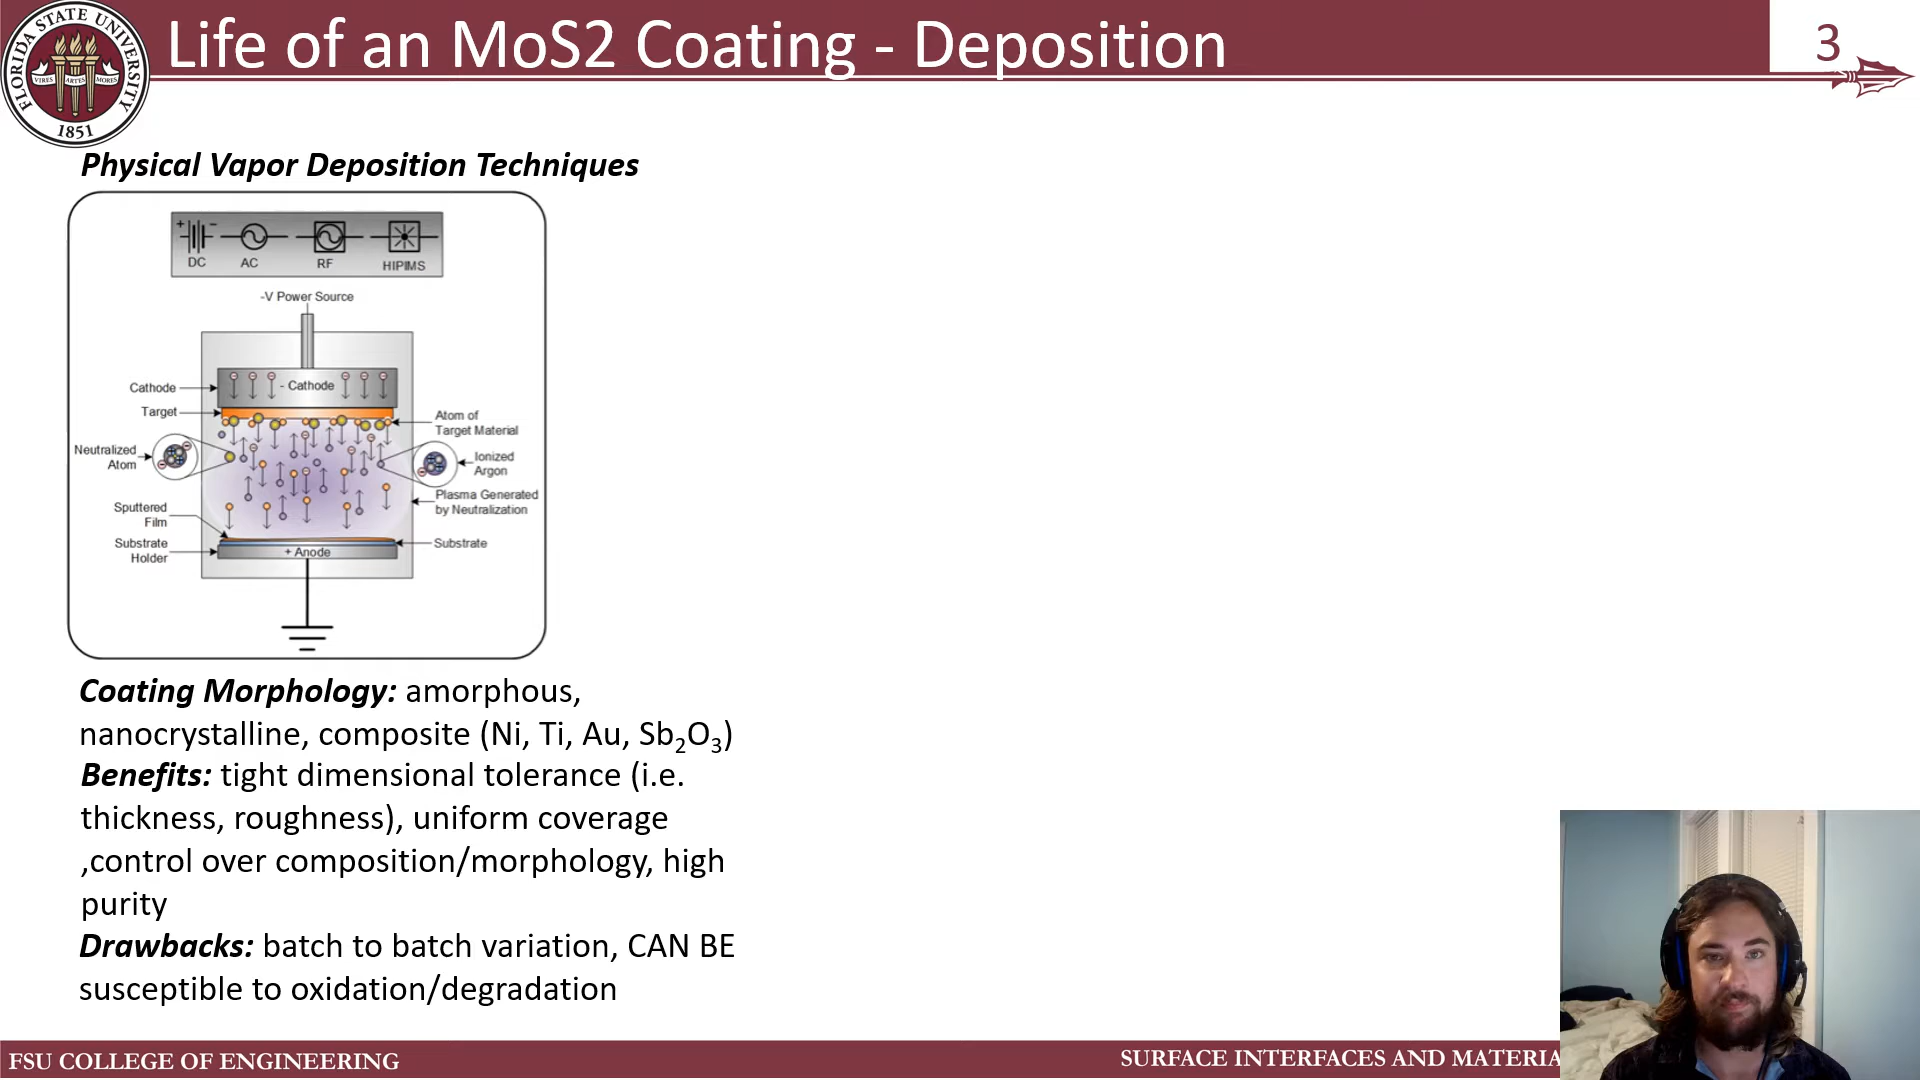 Life of an MoS2 Coating - Deposition
3
FLORIDA STATE UNIVERSITY
VIRES ARTES MORES
1851
Physical Vapor Deposition Techniques
+ -
DC AC RF HIPIMS
-V Power Source
Cathode
- Cathode
Target
Atom of
Target Material
Neutralized
Atom
Ionized
Argon
Plasma Generated
by Neutralization
Sputtered
Film
Substrate
Holder
+ Anode
Substrate
Coating Morphology: amorphous,
nanocrystalline, composite (Ni, Ti, Au, Sb₂O₃)
Benefits: tight dimensional tolerance (i.e.
thickness, roughness), uniform coverage
,control over composition/morphology, high
purity
Drawbacks: batch to batch variation, CAN BE
susceptible to oxidation/degradation
FSU COLLEGE OF ENGINEERING
SURFACE INTERFACES AND MATERIA